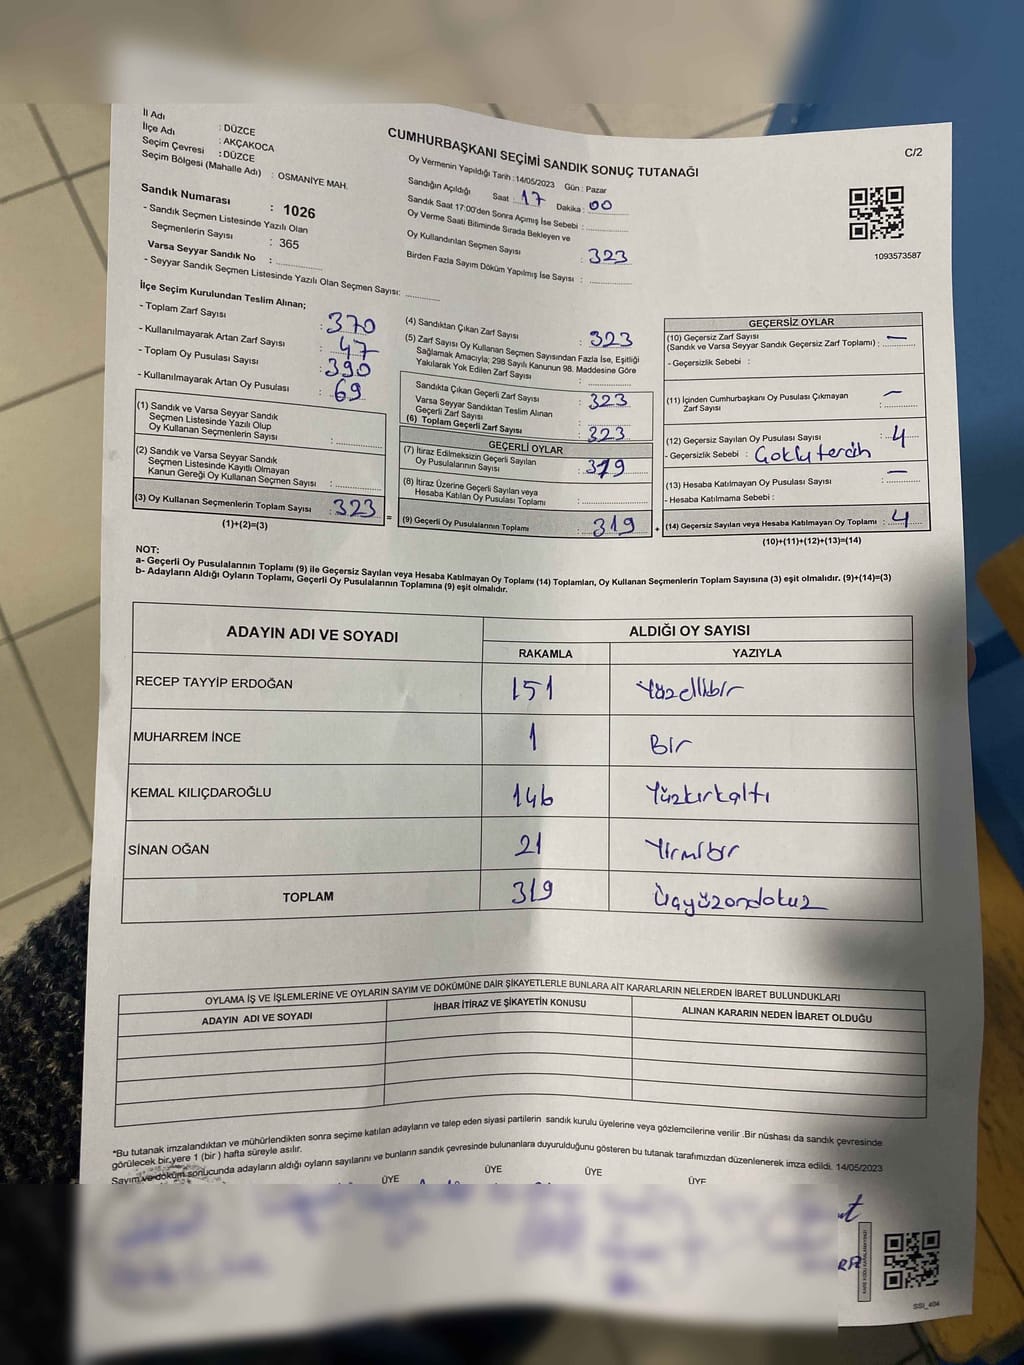 İl Adı : DÜZCE
İlçe Adı : AKÇAKOCA
Seçim Çevresi : DÜZCE
Seçim Bölgesi (Mahalle Adı) : OSMANİYE MAH.
Sandık Numarası : 1026
- Sandık Seçmen Listesinde Yazılı Olan
Seçmenlerin Sayısı : 365
Varsa Seyyar Sandık No : ............
- Seyyar Sandık Seçmen Listesinde Yazılı Olan Seçmen Sayısı: ............
CUMHURBAŞKANI SEÇİMİ SANDIK SONUÇ TUTANAĞI
Oy Vermenin Yapıldığı Tarih : 14/05/2023 Gün : Pazar
Sandığın Açıldığı Saat : 17 Dakika : 00
Sandık Saat 17:00'den Sonra Açımış İse Sebebi : ............
Oy Verme Saati Bitiminde Sırada Bekleyen ve
Oy Kullandırılan Seçmen Sayısı : 323
Birden Fazla Sayım Döküm Yapılmış İse Sayısı : ............
C/2
1093573587
İlçe Seçim Kurulundan Teslim Alınan;
- Toplam Zarf Sayısı : 370
- Kullanılmayarak Artan Zarf Sayısı : 47
- Toplam Oy Pusulası Sayısı : 390
- Kullanılmayarak Artan Oy Pusulası : 69
(1) Sandık ve Varsa Seyyar Sandık
Seçmen Listesinde Yazılı Olup
Oy Kullanan Seçmenlerin Sayısı : ............
(2) Sandık ve Varsa Seyyar Sandık
Seçmen Listesinde Kayıtlı Olmayan
Kanun Gereği Oy Kullanan Seçmen Sayısı : ............
(3) Oy Kullanan Seçmenlerin Toplam Sayısı : 323
(1)+(2)=(3)
=
(4) Sandıktan Çıkan Zarf Sayısı : 323
(5) Zarf Sayısı Oy Kullanan Seçmen Sayısından Fazla İse, Eşitliği
Sağlamak Amacıyla; 298 Sayılı Kanunun 98. Maddesine Göre
Yakılarak Yok Edilen Zarf Sayısı : ............
Sandıkta Çıkan Geçerli Zarf Sayısı : 323
Varsa Seyyar Sandıktan Teslim Alınan
Geçerli Zarf Sayısı : ............
(6) Toplam Geçerli Zarf Sayısı : 323
GEÇERLİ OYLAR
(7) İtiraz Edilmeksizin Geçerli Sayılan
Oy Pusulalarının Sayısı : 319
(8) İtiraz Üzerine Geçerli Sayılan veya
Hesaba Katılan Oy Pusulası Toplamı : ............
(9) Geçerli Oy Pusulalarının Toplamı : 319
+
GEÇERSİZ OYLAR
(10) Geçersiz Zarf Sayısı
(Sandık ve Varsa Seyyar Sandık Geçersiz Zarf Toplamı) : —
- Geçersizlik Sebebi :
(11) İçinden Cumhurbaşkanı Oy Pusulası Çıkmayan
Zarf Sayısı : —
(12) Geçersiz Sayılan Oy Pusulası Sayısı : 4
- Geçersizlik Sebebi : Çoklu tercih
(13) Hesaba Katılmayan Oy Pusulası Sayısı : —
- Hesaba Katılmama Sebebi :
(14) Geçersiz Sayılan veya Hesaba Katılmayan Oy Toplamı : 4
(10)+(11)+(12)+(13)=(14)
NOT:
a- Geçerli Oy Pusulalarının Toplamı (9) ile Geçersiz Sayılan veya Hesaba Katılmayan Oy Toplamı (14) Toplamları, Oy Kullanan Seçmenlerin Toplam Sayısına (3) eşit olmalıdır. (9)+(14)=(3)
b- Adayların Aldığı Oyların Toplamı, Geçerli Oy Pusulalarının Toplamına (9) eşit olmalıdır.
ADAYIN ADI VE SOYADI ALDIĞI OY SAYISI
RAKAMLA YAZIYLA
RECEP TAYYİP ERDOĞAN 151 Yüzellibir
MUHARREM İNCE 1 Bir
KEMAL KILIÇDAROĞLU 146 Yüzkırkaltı
SİNAN OĞAN 21 Yirmibir
TOPLAM 319 Üçyüzondokuz
OYLAMA İŞ VE İŞLEMLERİNE VE OYLARIN SAYIM VE DÖKÜMÜNE DAİR ŞİKAYETLERLE BUNLARA AİT KARARLARIN NELERDEN İBARET BULUNDUKLARI
ADAYIN ADI VE SOYADI İHBAR İTİRAZ VE ŞİKAYETİN KONUSU ALINAN KARARIN NEDEN İBARET OLDUĞU
*Bu tutanak imzalandıktan ve mühürlendikten sonra seçime katılan adayların ve talep eden siyasi partilerin sandık kurulu üyelerine veya gözlemcilerine verilir .Bir nüshası da sandık çevresinde
görülecek bir yere 1 (bir ) hafta süreyle asılır.
Sayım ve döküm sonucunda adayların aldığı oyların sayılarını ve bunların sandık çevresinde bulunanlara duyurulduğunu gösteren bu tutanak tarafımızdan düzenlenerek imza edildi. 14/05/2023
ÜYE ÜYE ÜYE ÜYE
SSİ_404